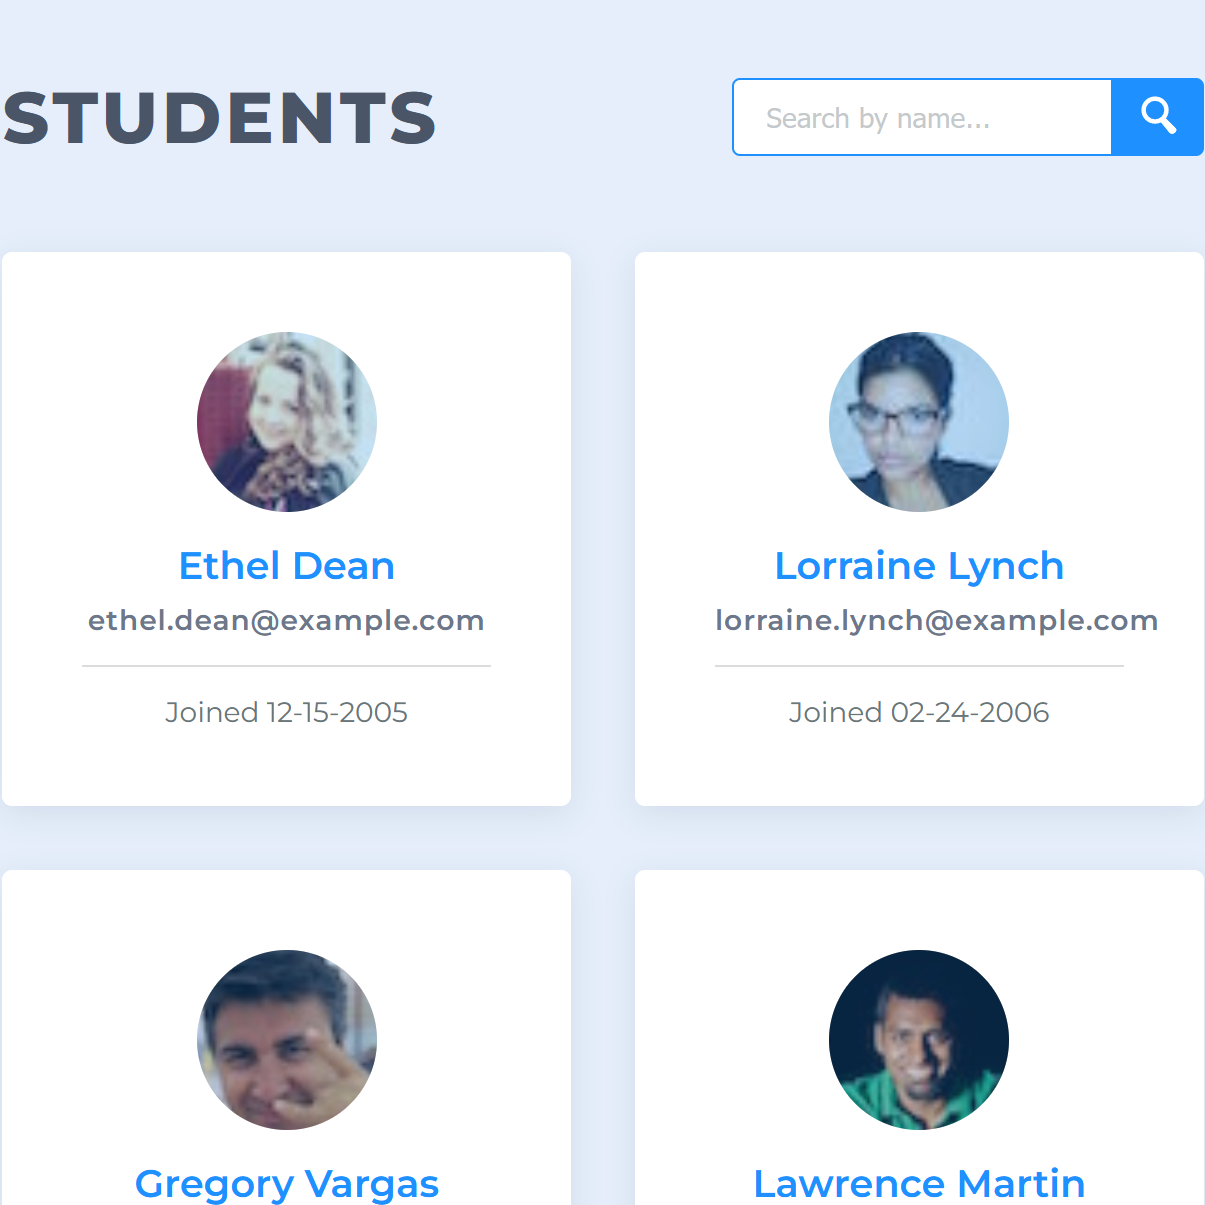 STUDENTS
Search by name...
Ethel Dean
ethel.dean@example.com
Joined 12-15-2005
Lorraine Lynch
lorraine.lynch@example.com
Joined 02-24-2006
Gregory Vargas
Lawrence Martin